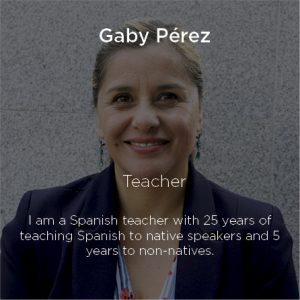 Gaby Pérez
Teacher
I am a Spanish teacher with 25 years of
teaching Spanish to native speakers and 5
years to non-natives.